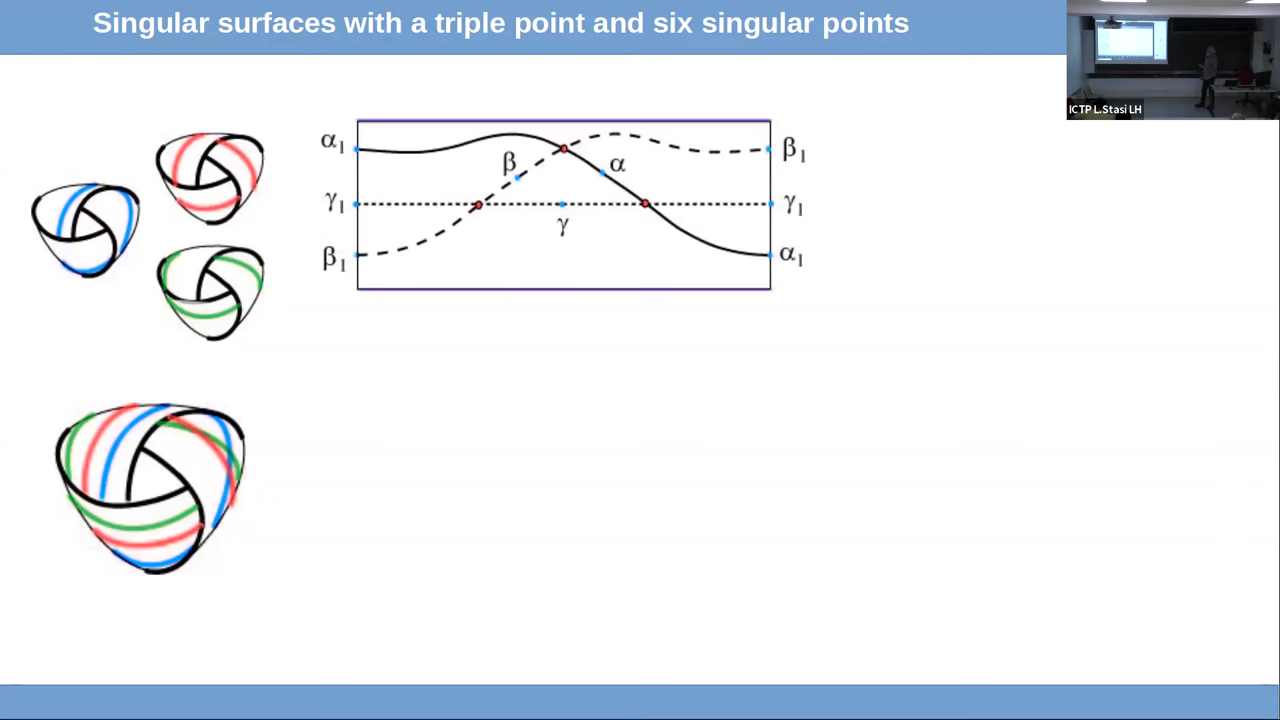 Singular surfaces with a triple point and six singular points
ICTP L.Stasi LH
α₁
β
α
β₁
γ₁
γ
γ₁
β₁
α₁